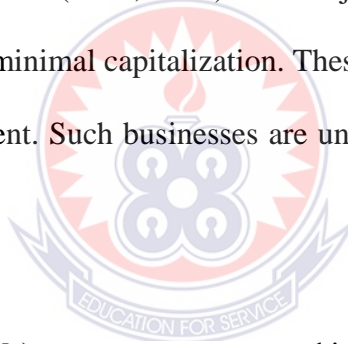 minimal capitalization. Thes
ent. Such businesses are un
EDUCATION FOR SERVICE